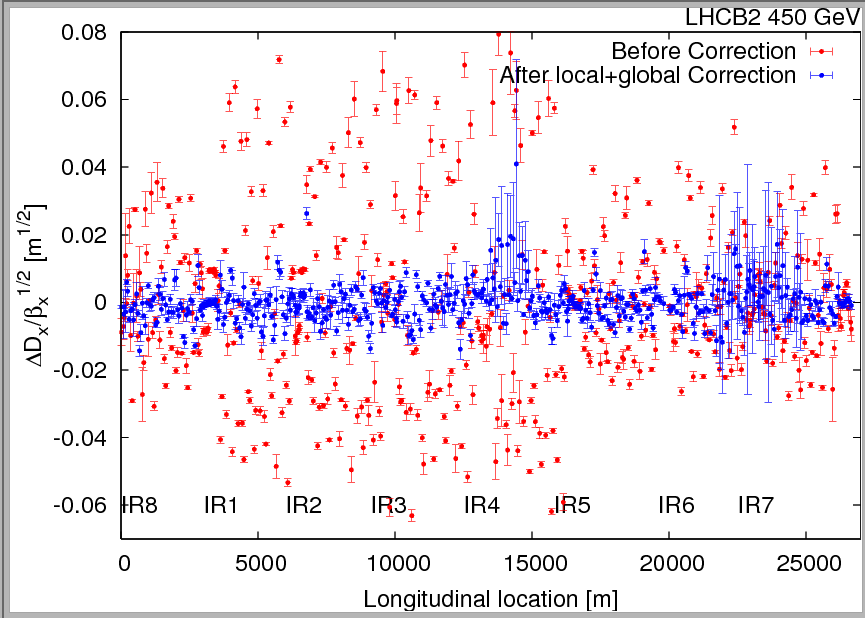 LHCB2 450 GeV
0.08
Before Correction
After local+global Correction
0.06
0.04
0.02
0
-0.02
-0.04
-0.06
ΔDx/βx^1/2 [m^1/2]
IR8 IR1 IR2 IR3 IR4 IR5 IR6 IR7
0 5000 10000 15000 20000 25000
Longitudinal location [m]